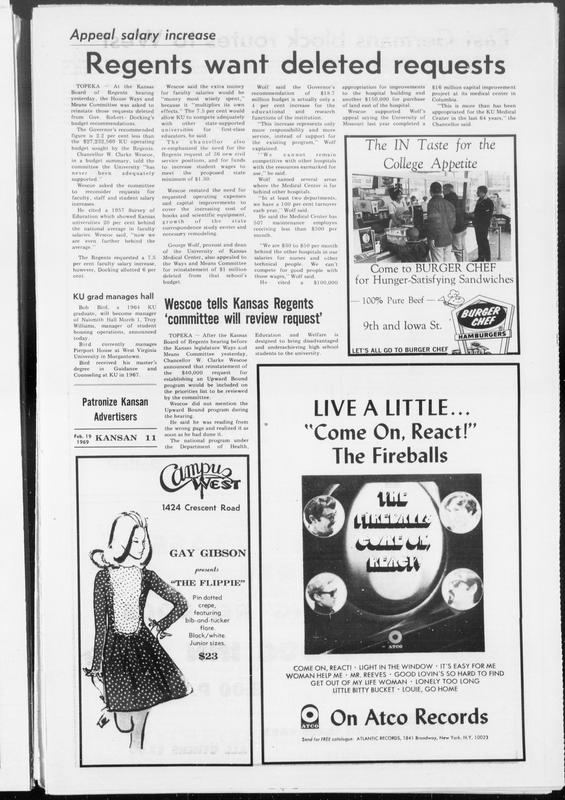 Appeal salary increase
Regents want deleted requests
TOPEKA — At the Kansas
Board of Regents hearing
yesterday, the House Ways and
Means Committee was asked to
reinstate three requests deleted
from Gov. Robert Docking's
budget recommendations.
The Governor's recommended
figure is 2.2 per cent less than
the $37,232,560 KU operating
budget sought by the Regents.
Chancellor W. Clarke Wescoe,
in a budget summary, told the
committee the University "has
never been adequately
supported."
Wescoe asked the committee
to reconsider requests for
faculty, staff and student salary
increases.
He cited a 1957 Survey of
Education which showed Kansas
universities 20 per cent behind
the national average in faculty
salaries. Wescoe said, "now we
are even further behind the
average."
The Regents requested a 7.5
per cent faculty salary increase,
however, Docking allotted 6 per
cent.
Wescoe said the extra money
for faculty salaries would be
"money most wisely spent,"
because it "multiplies in its own
effects." The 7.5 per cent would
allow KU to compete adequately
with other state-supported
universities for first-class
educators, he said.
The chancellor also
re-emphasized the need for the
Regents request of 26 new civil
service positions, and for funds
to increase student wages to
meet the proposed state
minimum of $1.30.
Wescoe restated the need for
requested operating expenses
and capital improvements to
cover the increasing cost of
books and scientific equipment,
growth of the state
correspondence study center and
necessary remodeling.
George Wolf, provost and dean
of the University of Kansas
Medical Center, also appealed to
the Ways and Means Committee
for reinstatement of $1 million
deleted from that school's
budget.
Wolf said the Governor's
recommendation of $18.7
million budget is actually only a
4 per cent increase for the
educational and research
functions of the institution.
"This increase represents only
more responsibility and more
service, instead of support for
the existing program," Wolf
explained.
"We cannot remain
competitive with other hospitals
with the resources earmarked for
use," he said.
Wolf named several areas
where the Medical Center is far
behind other hospitals.
"In at least two departments,
we have a 100 per cent turnover
each year," Wolf said.
He said the Medical Center has
507 maintenance employes
receiving less than $300 per
month.
"We are $30 to $50 per month
behind the other hospitals in our
salaries for nurses and other
technical people. We can't
compete for good people with
those wages," Wolf said.
He cited a $100,000
appropriation for improvements
to the hospital building end
another $150,000 for purchase
of land east of the hospital.
Wescoe supported Wolf's
appeal saying the University of
Missouri last year completed a
$16 million capital improvement
project at its medical center in
Columbia.
"This is more than has been
appropriated for the KU Medical
Center in the last 64 years," the
Chancellor said.
The IN Taste for the
College Appetite
Come to BURGER CHEF
for Hunger-Satisfying Sandwiches
— 100% Pure Beef —
9th and Iowa St.
BURGER
CHEF
HAMBURGERS
LET'S ALL GO TO BURGER CHEF
KU grad manages hall
Bob Bird, a 1964 KU
graduate, will become manager
of Naismith Hall March 1, Troy
Williams, manager of student
housing operations, announced
today.
Bird currently manages
Pierpont House at West Virginia
University in Morgantown.
Bird received his master's
degree in Guidance and
Counseling at KU in 1967.
Patronize Kansan
Advertisers
Feb. 19
1969 KANSAN 11
Wescoe tells Kansas Regents
'committee will review request'
TOPEKA — After the Kansas
Board of Regents hearing before
the Kansas legislature Ways and
Means Committee yesterday,
Chancellor W. Clarke Wescoe
announced that reinstatement of
the $40,000 request for
establishing an Upward Bound
program would be included on
the priorities list to be reviewed
by the committee.
Wescoe did not mention the
Upward Bound program during
the hearing.
He said he was reading from
the wrong page and realized it as
soon as he had done it.
The national program under
the Department of Health,
Education and Welfare is
designed to bring disadvantaged
and underachieving high school
students to the university.
Campus
WEST
1424 Crescent Road
GAY GIBSON
presents
"THE FLIPPIE"
Pin dotted
crepe,
featuring
bib-and-tucker
flare.
Black/white.
Junior sizes.
$23
LIVE A LITTLE...
"Come On, React!"
The Fireballs
THE
FIREBALLS
COME ON,
REACT!
ATCO
COME ON, REACT! · LIGHT IN THE WINDOW · IT'S EASY FOR ME
WOMAN HELP ME · MR. REEVES · GOOD LOVIN'S SO HARD TO FIND
GET OUT OF MY LIFE WOMAN · LONELY TOO LONG
LITTLE BITTY BUCKET · LOUIE, GO HOME
ATCO
On Atco Records
Send for FREE catalogue: ATLANTIC RECORDS, 1841 Broadway, New York, N.Y. 10023